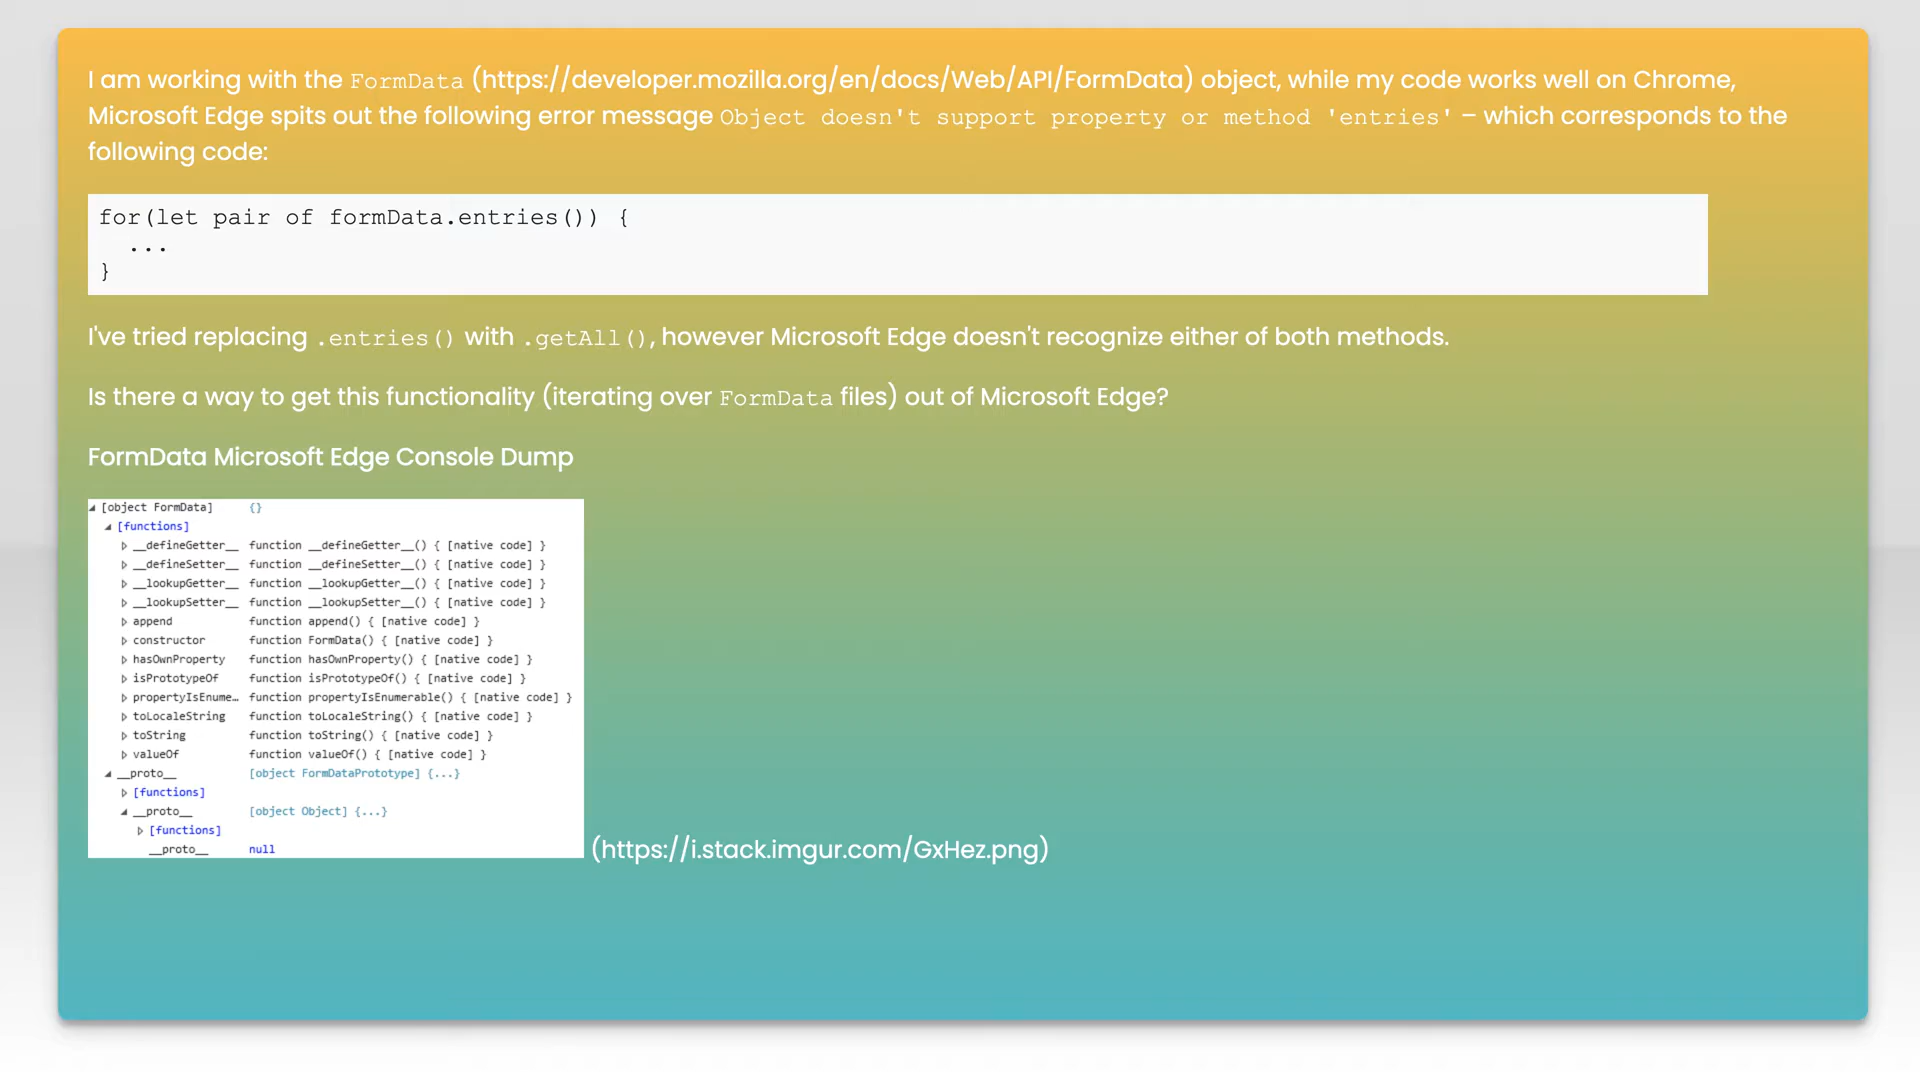 I am working with the FormData (https://developer.mozilla.org/en/docs/Web/API/FormData) object, while my code works well on Chrome,
Microsoft Edge spits out the following error message Object doesn't support property or method 'entries' – which corresponds to the
following code:
for(let pair of formData.entries()) {
  ...
}
I've tried replacing .entries() with .getAll(), however Microsoft Edge doesn't recognize either of both methods.
Is there a way to get this functionality (iterating over FormData files) out of Microsoft Edge?
FormData Microsoft Edge Console Dump
[object FormData] {}
[functions]
__defineGetter__ function __defineGetter__() { [native code] }
__defineSetter__ function __defineSetter__() { [native code] }
__lookupGetter__ function __lookupGetter__() { [native code] }
__lookupSetter__ function __lookupSetter__() { [native code] }
append function append() { [native code] }
constructor function FormData() { [native code] }
hasOwnProperty function hasOwnProperty() { [native code] }
isPrototypeOf function isPrototypeOf() { [native code] }
propertyIsEnume... function propertyIsEnumerable() { [native code] }
toLocaleString function toLocaleString() { [native code] }
toString function toString() { [native code] }
valueOf function valueOf() { [native code] }
__proto__ [object FormDataPrototype] {...}
[functions]
__proto__ [object Object] {...}
[functions]
__proto__ null
(https://i.stack.imgur.com/GxHez.png)